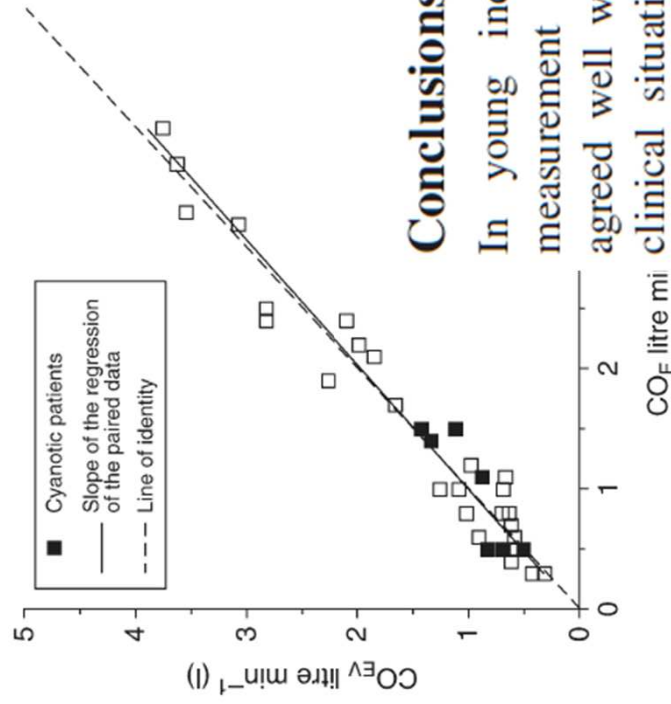 5
4
3
2
1
0
CO_EV litre min⁻¹ (l)
Cyanotic patients
Slope of the regression
of the paired data
Line of identity
0
1
2
CO_F litre mi
Conclusions
In young
measurement
agreed well
clinical